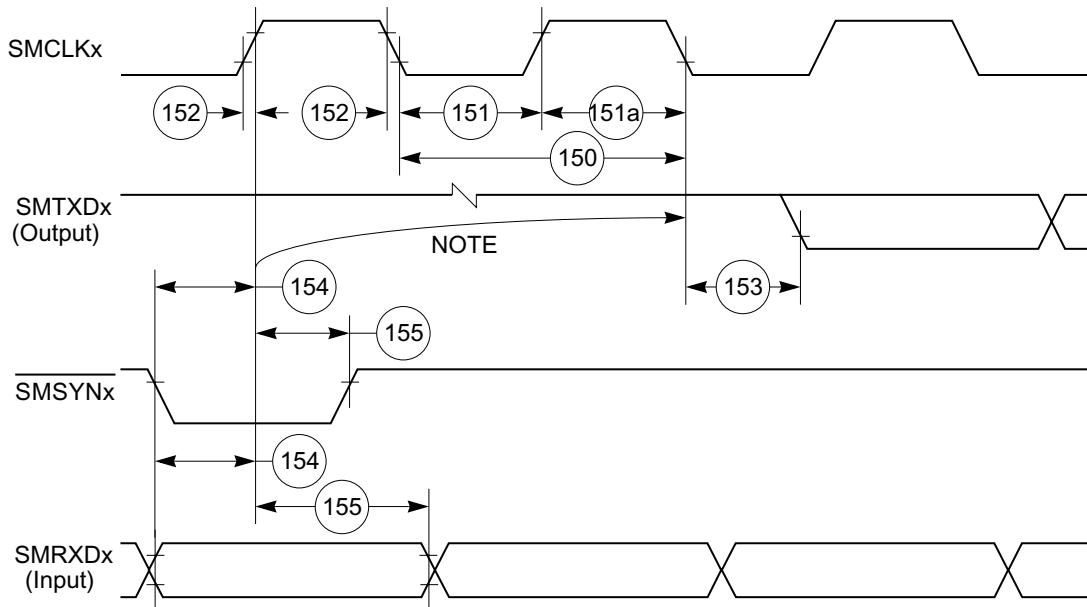 SMCLKx
152
152
151
151a
150
SMTXDx
(Output)
NOTE
154
153
155
SMSYNx
154
155
SMRXDx
(Input)